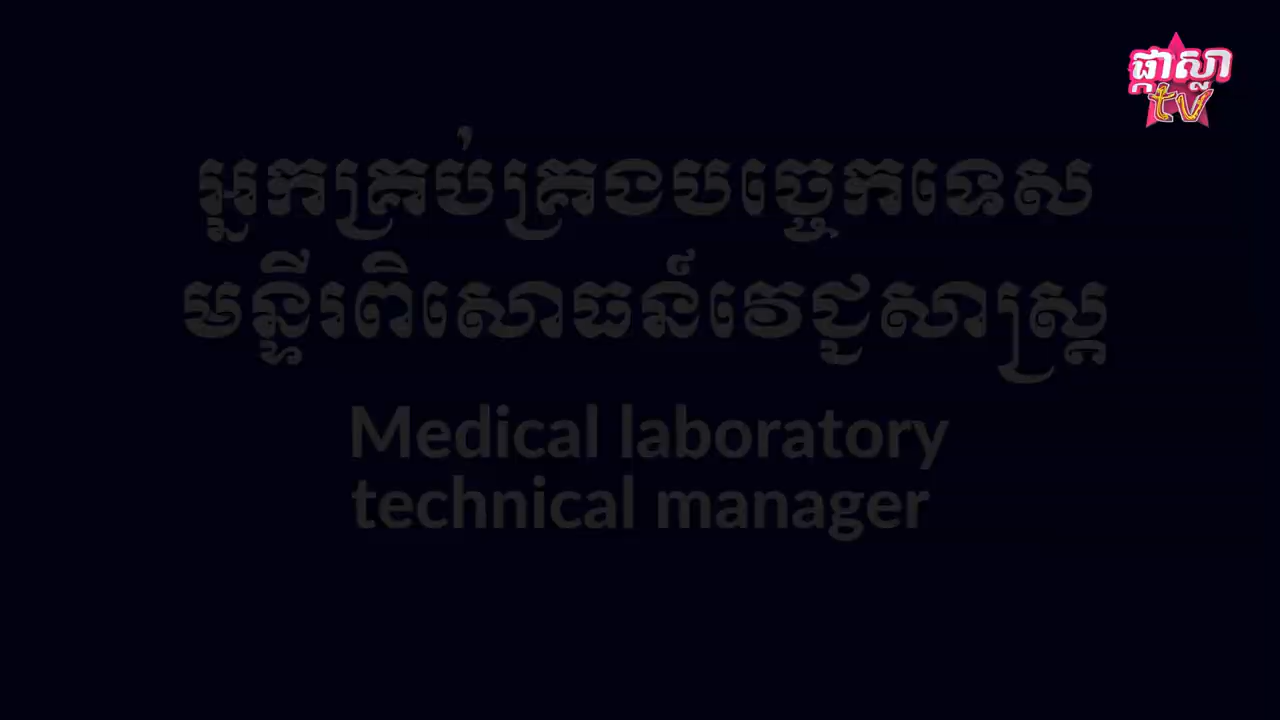 ផ្កាស្លា
tv
អ្នកគ្រប់គ្រងបច្ចេកទេស
មន្ទីរពិសោធន៍វេជ្ជសាស្ត្រ
Medical laboratory
technical manager